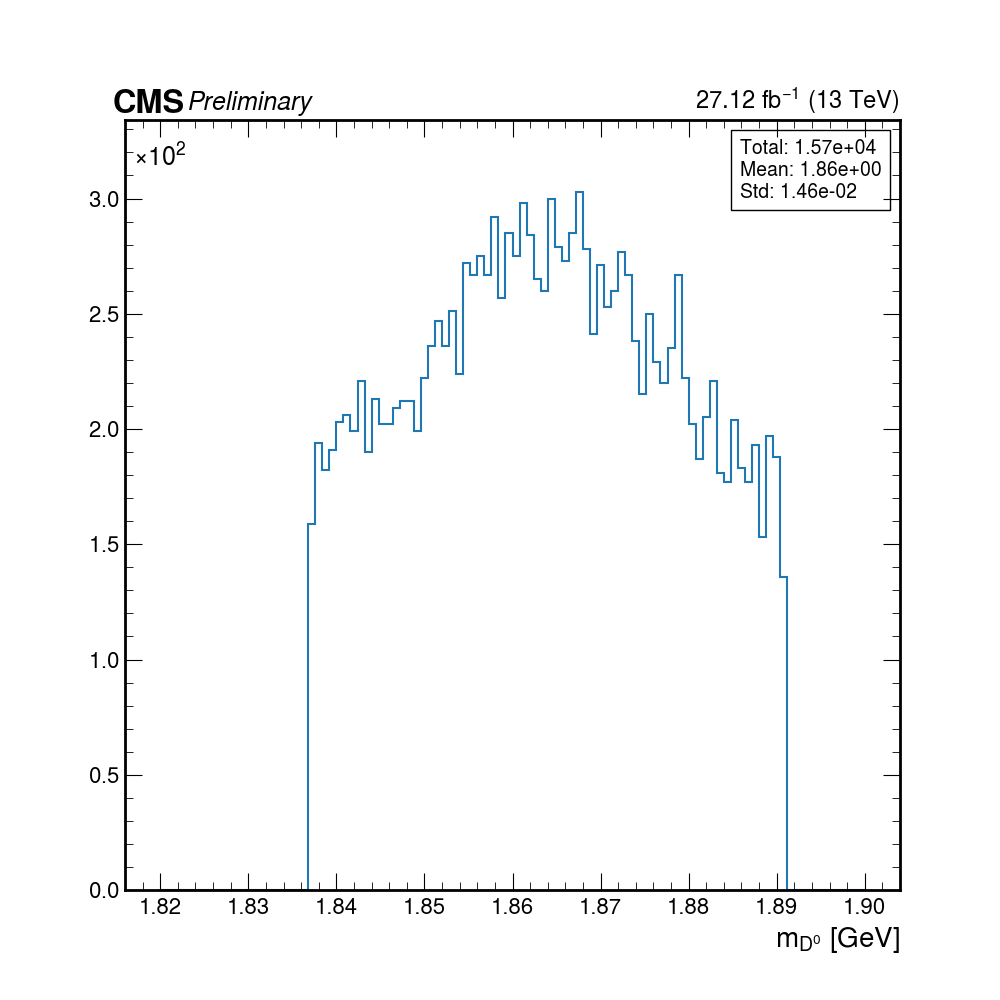 CMS Preliminary
27.12 fb⁻¹ (13 TeV)
×10²
Total: 1.57e+04
Mean: 1.86e+00
Std: 1.46e-02
3.0
2.5
2.0
1.5
1.0
0.5
0.0
1.82 1.83 1.84 1.85 1.86 1.87 1.88 1.89 1.90
m_D⁰ [GeV]